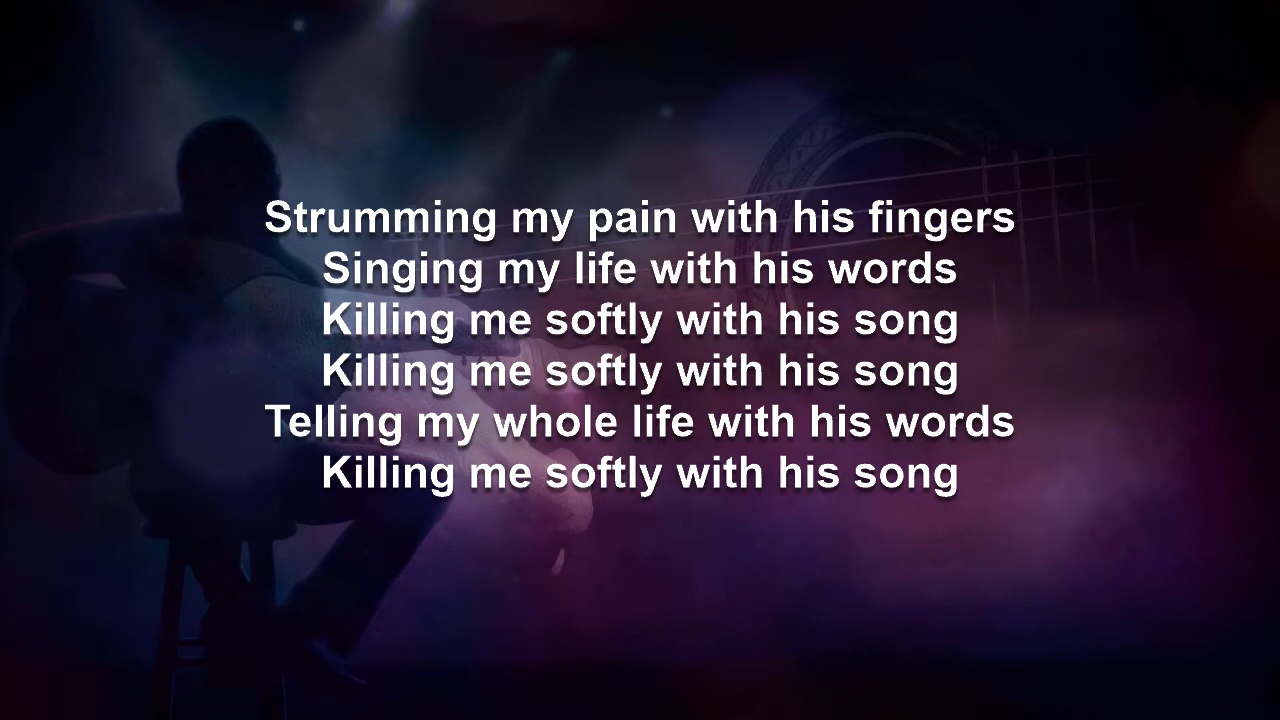 Strumming my pain with his fingers
Singing my life with his words
Killing me softly with his song
Killing me softly with his song
Telling my whole life with his words
Killing me softly with his song